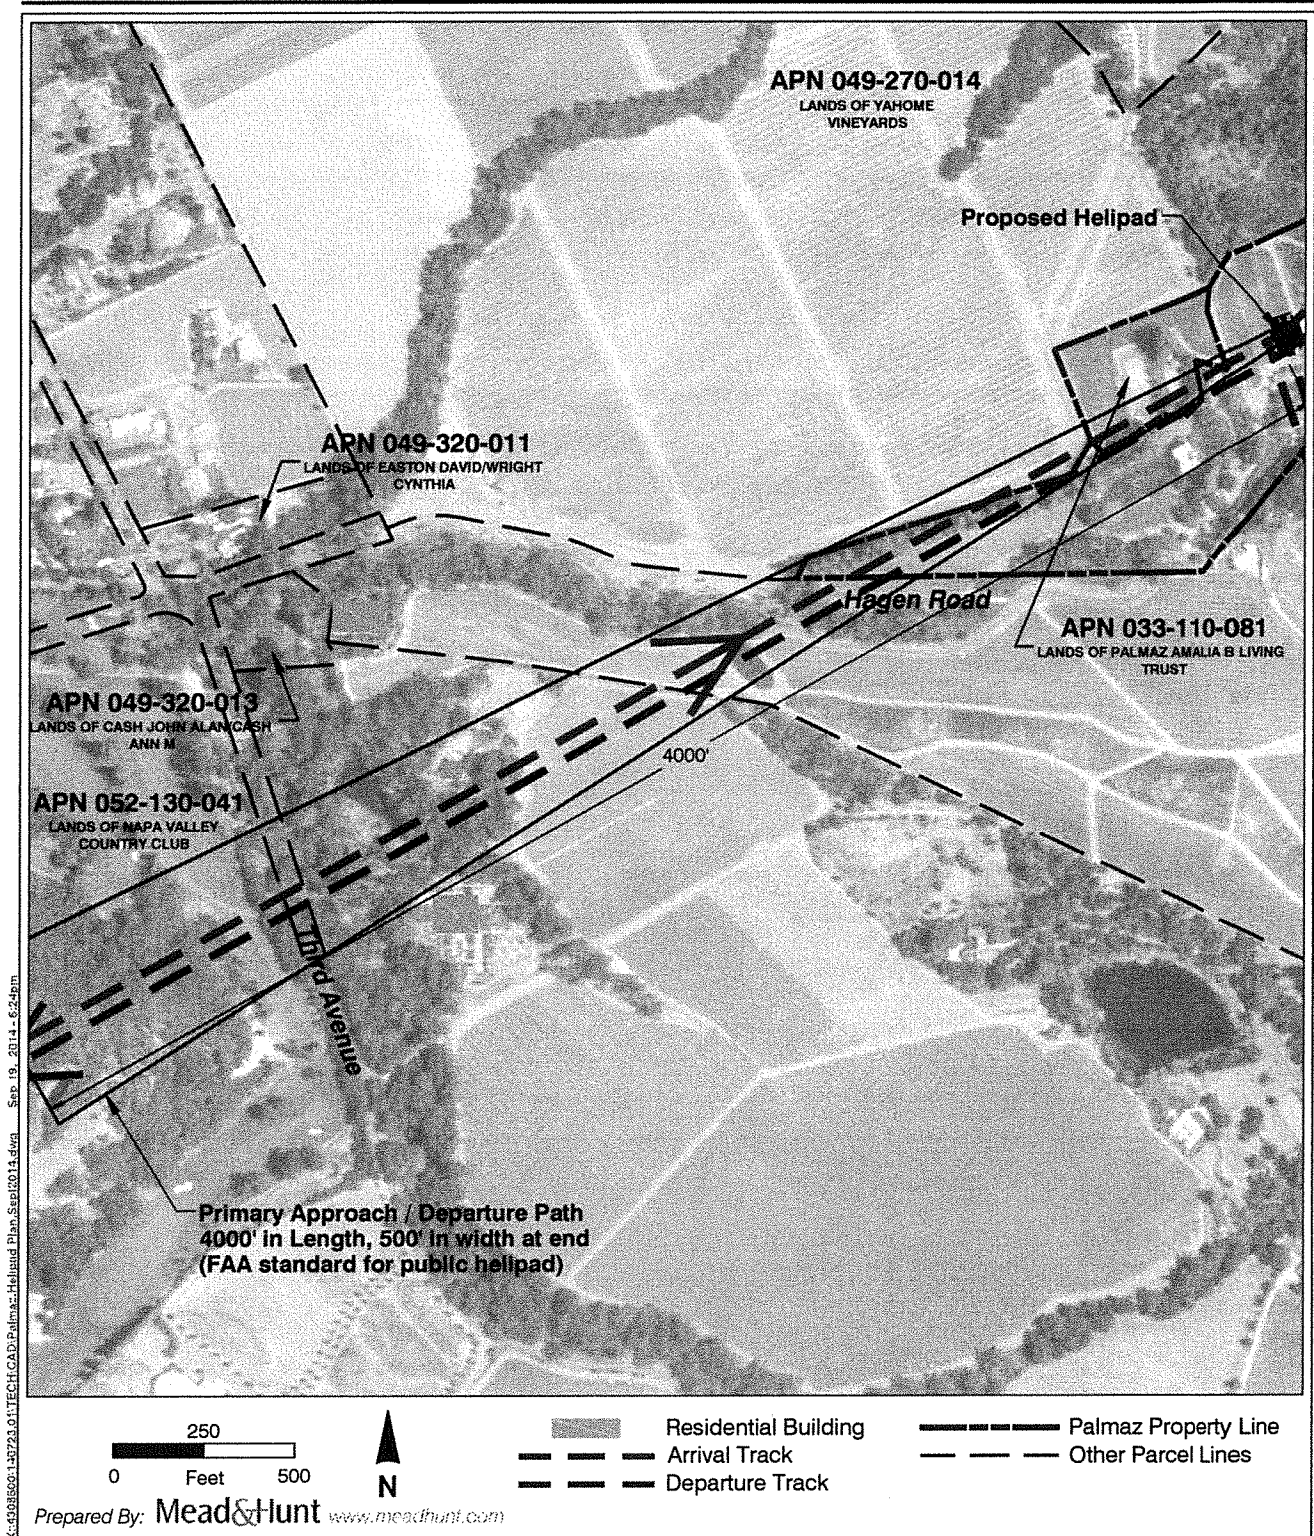 APN 049-270-014
LANDS OF YAHOME
VINEYARDS
Proposed Helipad
APN 049-320-011
LANDS OF EASTON DAVID/WRIGHT
CYNTHIA
Hagen Road
APN 033-110-081
LANDS OF PALMAZ AMALIA B LIVING
TRUST
APN 049-320-013
LANDS OF CASH JOHN ALAN/CASH
ANN M
4000'
APN 052-130-041
LANDS OF NAPA VALLEY
COUNTRY CLUB
Third Avenue
Primary Approach / Departure Path
4000' in Length, 500' in width at end
(FAA standard for public helipad)
250
0 Feet 500
N
Residential Building
Arrival Track
Departure Track
Palmaz Property Line
Other Parcel Lines
Prepared By: Mead&Hunt www.meadhunt.com
Sep 19, 2014 - 6:24pm